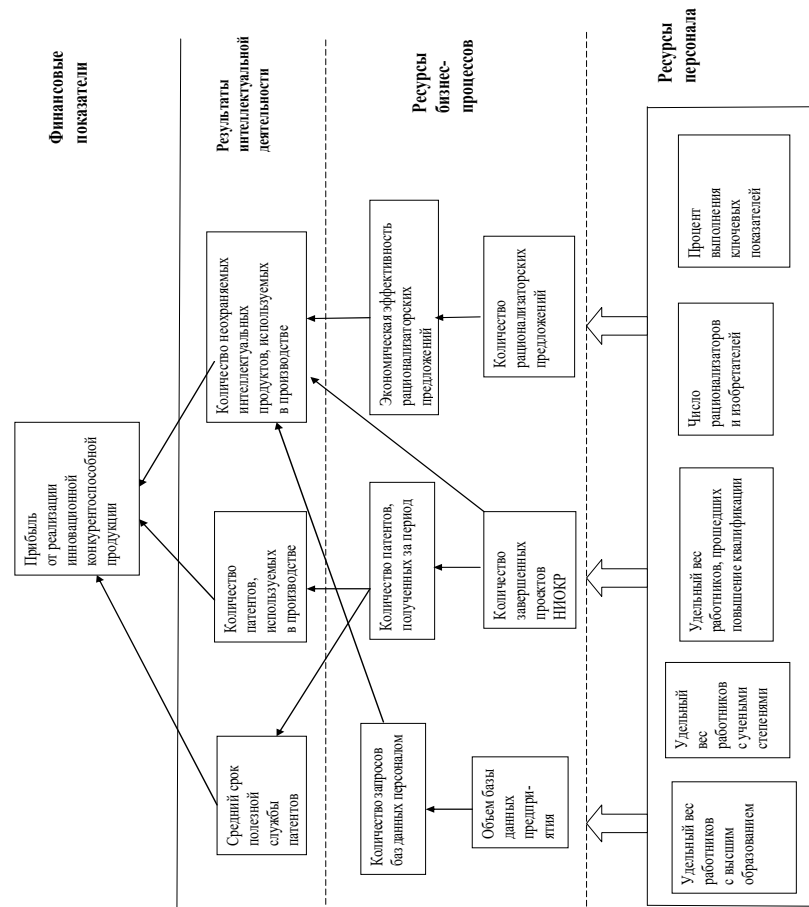 Финансовые
показатели
Прибыль
от реализации
инновационной
конкурентоспособной
продукции
Результаты
интеллектуальной
деятельности
Средний срок
полезной
службы
патентов
Количество
патентов,
используемых
в производстве
Количество неохраняемых
интеллектуальных
продуктов, используемых
в производстве
Ресурсы
бизнес-
процессов
Количество запросов
баз данных персоналом
Количество патентов,
полученных за период
Экономическая эффективность
рационализаторских
предложений
Объем базы
данных
предпри-
ятия
Количество
завершенных
проектов
НИОКР
Количество
рационализаторских
предложений
Ресурсы
персонала
Удельный вес
работников
с высшим
образованием
Удельный
вес
работников
с учеными
степенями
Удельный вес
работников, прошедших
повышение квалификации
Число
рационализаторов
и изобретателей
Процент
выполнения
ключевых
показателей